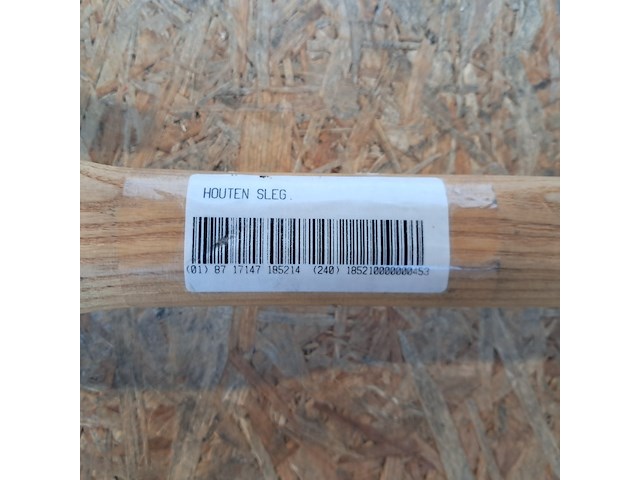 HOUTEN SLEG.
(01) 87 17147 185214 (240) 185210000000453